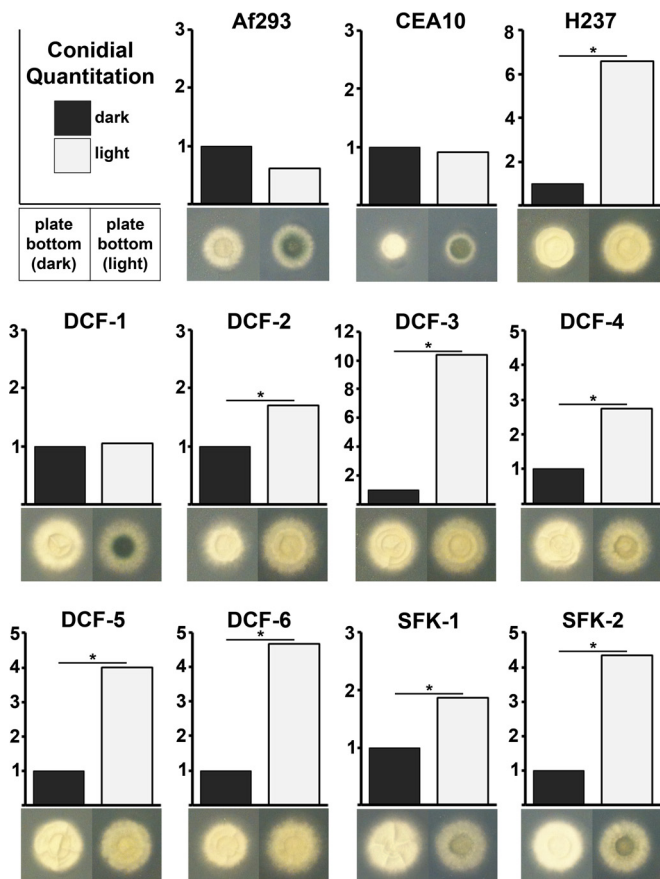 Conidial
Quantitation
dark
light
plate
bottom
(dark)
plate
bottom
(light)
Af293
3
2
1
CEA10
3
2
1
H237
*
8
6
4
2
DCF-1
3
2
1
DCF-2
*
3
2
1
DCF-3
*
12
10
8
6
4
2
DCF-4
*
5
3
2
1
DCF-5
*
5
4
3
2
1
DCF-6
*
5
4
3
2
1
SFK-1
*
3
2
1
SFK-2
*
5
4
3
2
1